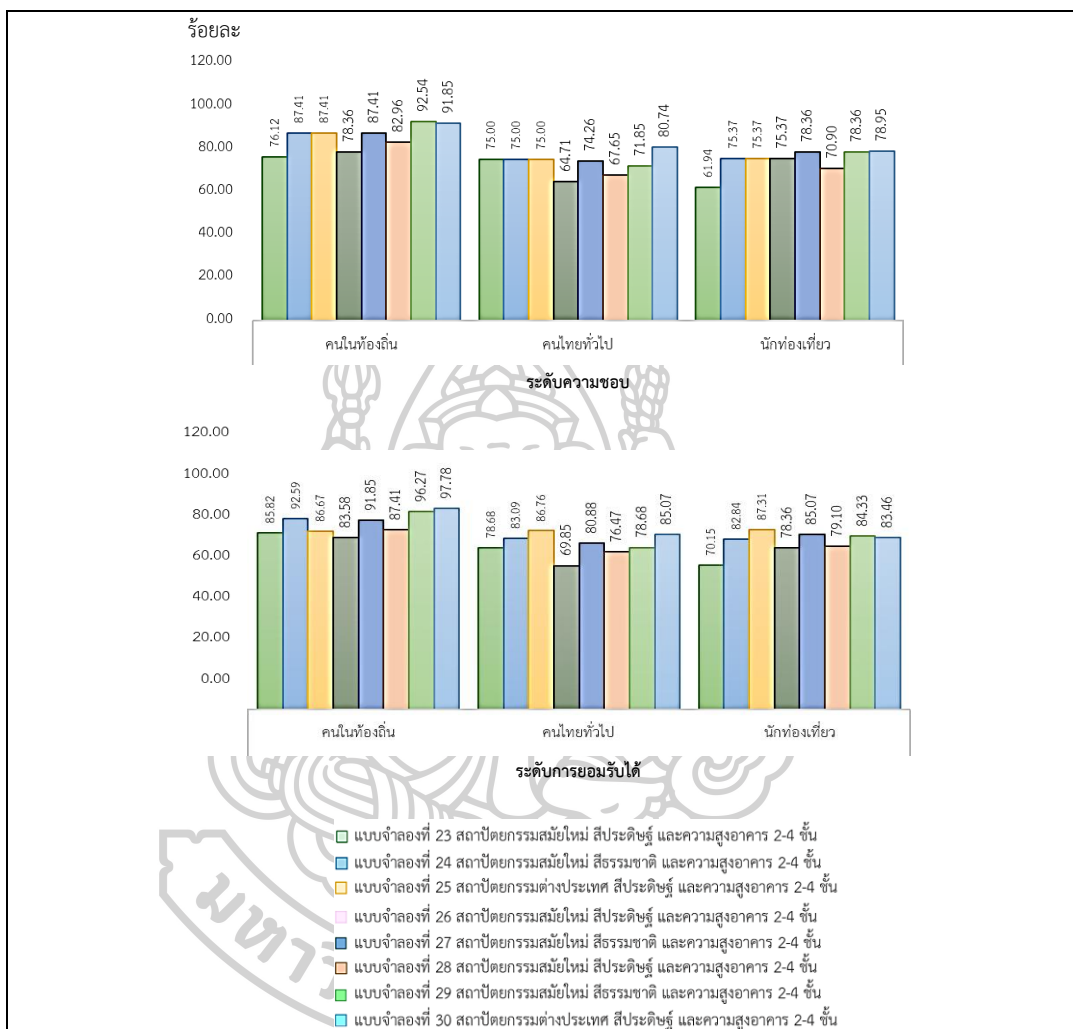 ร้อยละ
120.00
100.00
80.00
60.00
40.00
20.00
0.00
76.12 87.41 87.41 78.36 87.41 82.96 92.54 91.85 75.00 75.00 75.00 64.71 74.26 67.65 71.85 80.74 61.94 75.37 75.37 75.37 78.36 70.90 78.36 78.95
คนในท้องถิ่น คนไทยทั่วไป นักท่องเที่ยว
ระดับความชอบ
120.00
100.00
80.00
60.00
40.00
20.00
0.00
85.82 92.59 86.67 83.58 91.85 87.41 96.27 97.78 78.68 83.09 86.76 69.85 80.88 76.47 78.68 85.07 70.15 82.84 87.31 78.36 85.07 79.10 84.33 83.46
คนในท้องถิ่น คนไทยทั่วไป นักท่องเที่ยว
ระดับการยอมรับได้
แบบจำลองที่ 23 สถาปัตยกรรมสมัยใหม่ สีประดิษฐ์ และความสูงอาคาร 2-4 ชั้น
แบบจำลองที่ 24 สถาปัตยกรรมสมัยใหม่ สีธรรมชาติ และความสูงอาคาร 2-4 ชั้น
แบบจำลองที่ 25 สถาปัตยกรรมต่างประเทศ สีประดิษฐ์ และความสูงอาคาร 2-4 ชั้น
แบบจำลองที่ 26 สถาปัตยกรรมสมัยใหม่ สีประดิษฐ์ และความสูงอาคาร 2-4 ชั้น
แบบจำลองที่ 27 สถาปัตยกรรมสมัยใหม่ สีธรรมชาติ และความสูงอาคาร 2-4 ชั้น
แบบจำลองที่ 28 สถาปัตยกรรมสมัยใหม่ สีประดิษฐ์ และความสูงอาคาร 2-4 ชั้น
แบบจำลองที่ 29 สถาปัตยกรรมสมัยใหม่ สีธรรมชาติ และความสูงอาคาร 2-4 ชั้น
แบบจำลองที่ 30 สถาปัตยกรรมต่างประเทศ สีประดิษฐ์ และความสูงอาคาร 2-4 ชั้น